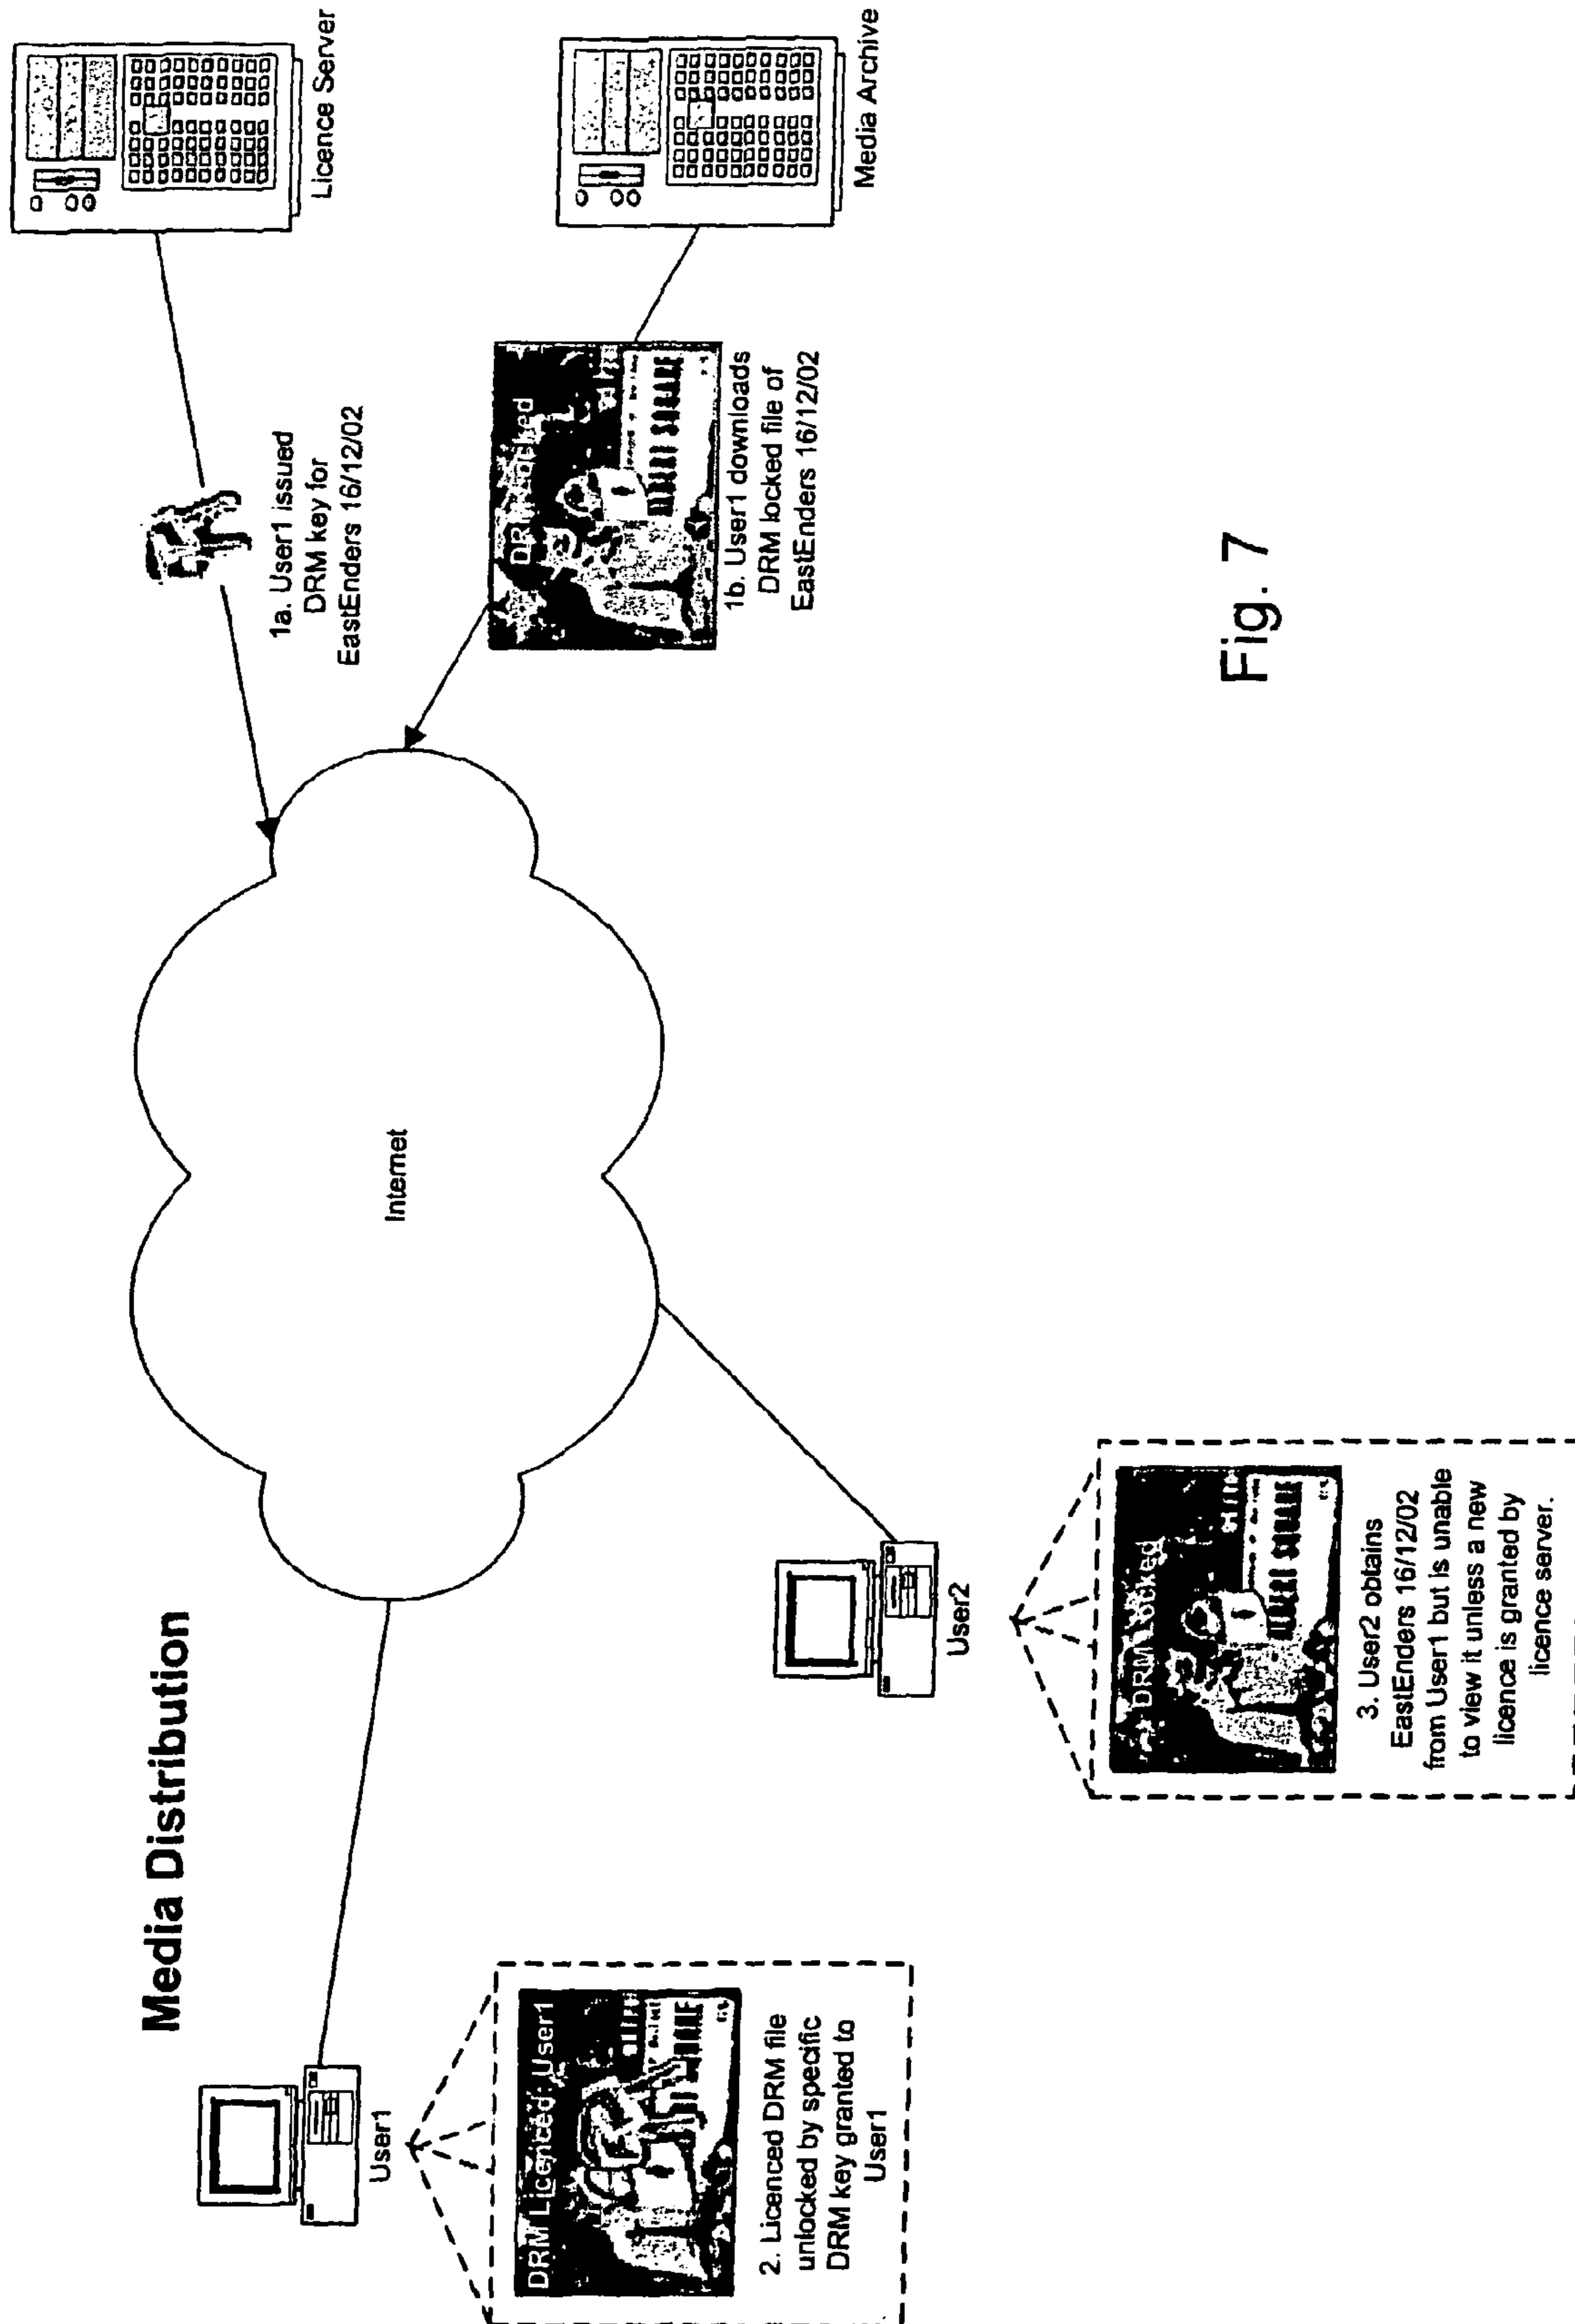 Media Distribution
Licence Server
1a. User1 issued
DRM key for
EastEnders 16/12/02
Internet
Media Archive
1b. User1 downloads
DRM locked file of
EastEnders 16/12/02
User1
DRM Licenced: User1
2. Licenced DRM file
unlocked by specific
DRM key granted to
User1
User2
DRM Locked
ALBERT SQUARE
3. User2 obtains
EastEnders 16/12/02
from User1 but is unable
to view it unless a new
licence is granted by
licence server.
Fig. 7